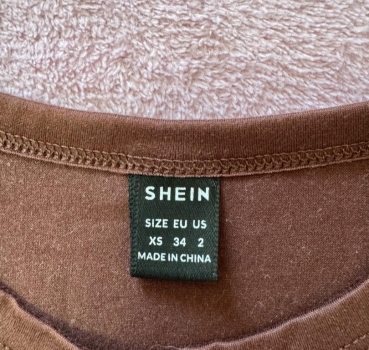 SHEIN
SIZE EU US
XS 34 2
MADE IN CHINA